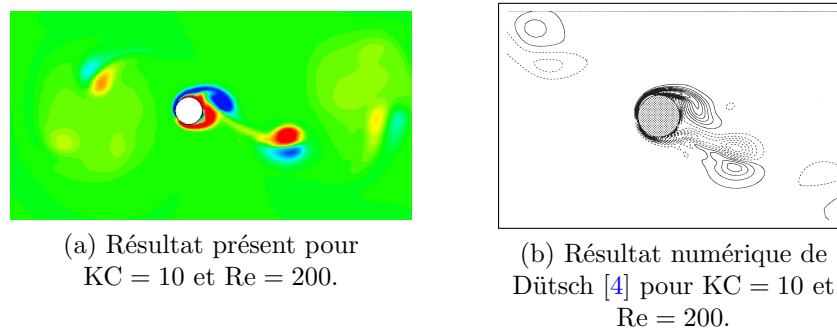 (a) Résultat présent pour
KC = 10 et Re = 200.
(b) Résultat numérique de
Dütsch [4] pour KC = 10 et
Re = 200.